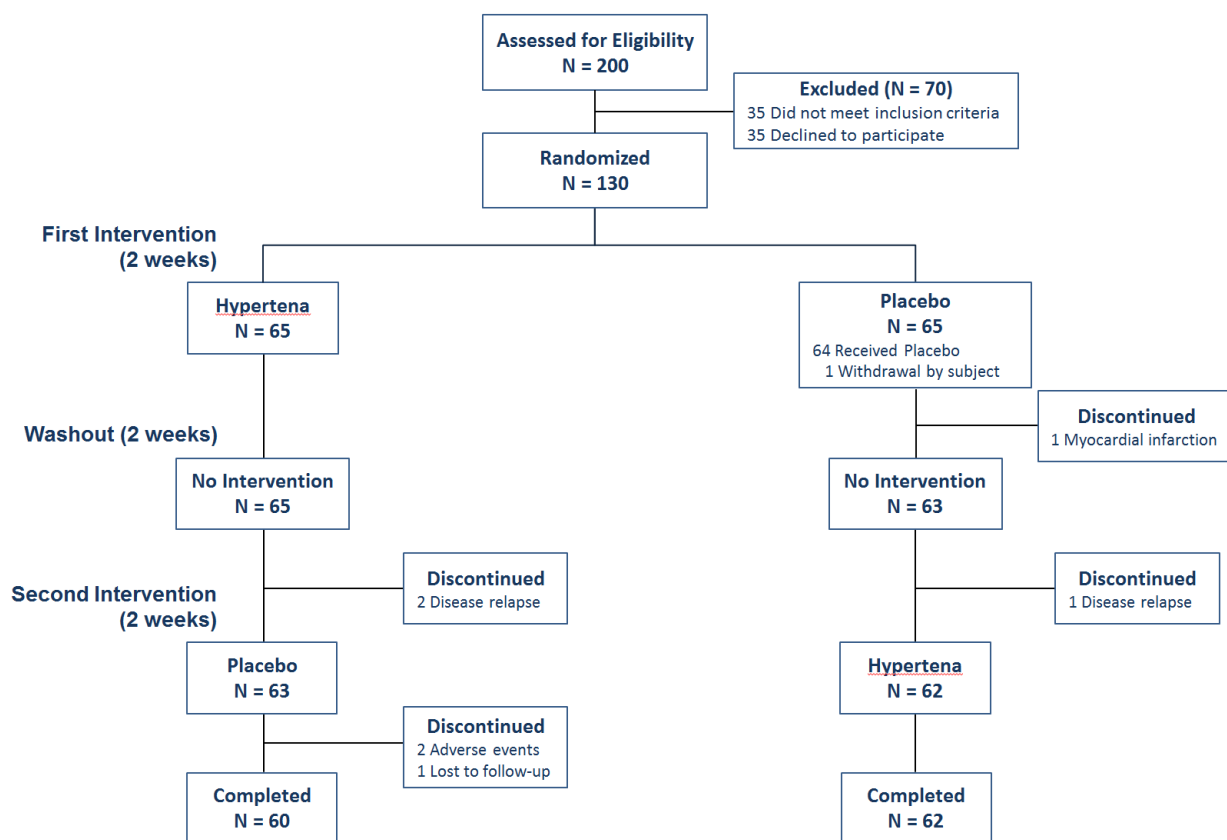 Assessed for Eligibility
N = 200
Excluded (N = 70)
35 Did not meet inclusion criteria
35 Declined to participate
Randomized
N = 130
First Intervention
(2 weeks)
Hypertena
N = 65
Placebo
N = 65
64 Received Placebo
1 Withdrawal by subject
Discontinued
1 Myocardial infarction
Washout (2 weeks)
No Intervention
N = 65
No Intervention
N = 63
Discontinued
2 Disease relapse
Discontinued
1 Disease relapse
Second Intervention
(2 weeks)
Placebo
N = 63
Hypertena
N = 62
Discontinued
2 Adverse events
1 Lost to follow-up
Completed
N = 60
Completed
N = 62